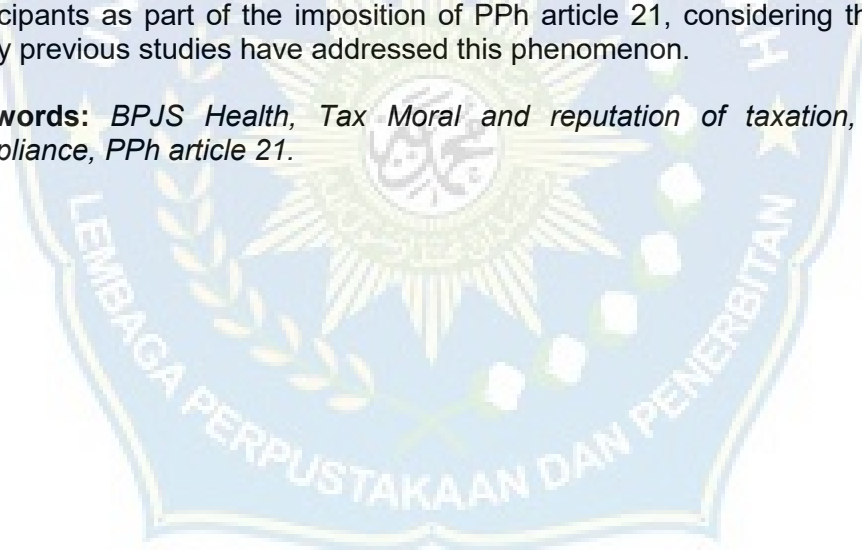 cipants as part of the imposition of PPh article 21, considering th
y previous studies have addressed this phenomenon.
words: BPJS Health, Tax Moral and reputation of taxation,
pliance, PPh article 21.
LEMBAGA PERPUSTAKAAN DAN PENERBITAN